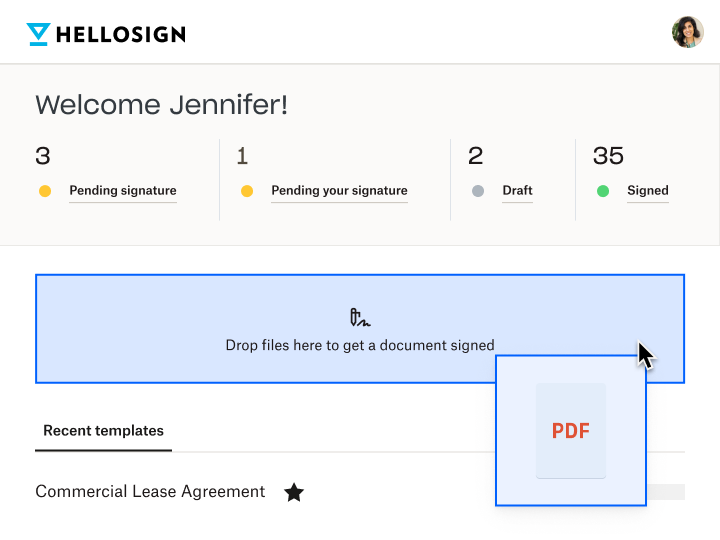 HELLOSIGN
Welcome Jennifer!
3
Pending signature
1
Pending your signature
2
Draft
35
Signed
Drop files here to get a document signed
PDF
Recent templates
Commercial Lease Agreement